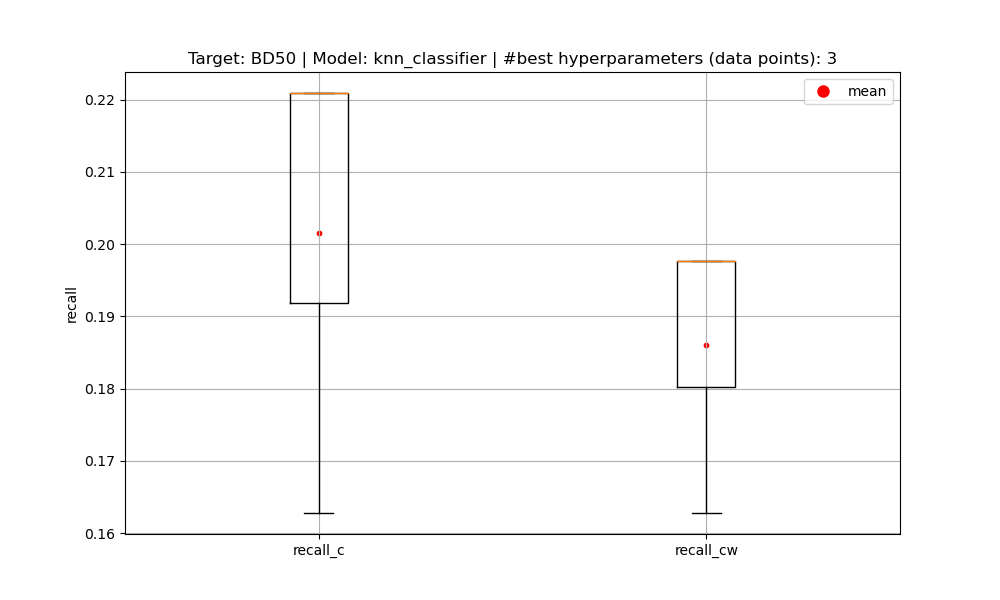 Target: BD50 | Model: knn_classifier | #best hyperparameters (data points): 3
mean
0.22
0.21
0.20
0.19
0.18
0.17
0.16
recall
recall_c
recall_cw